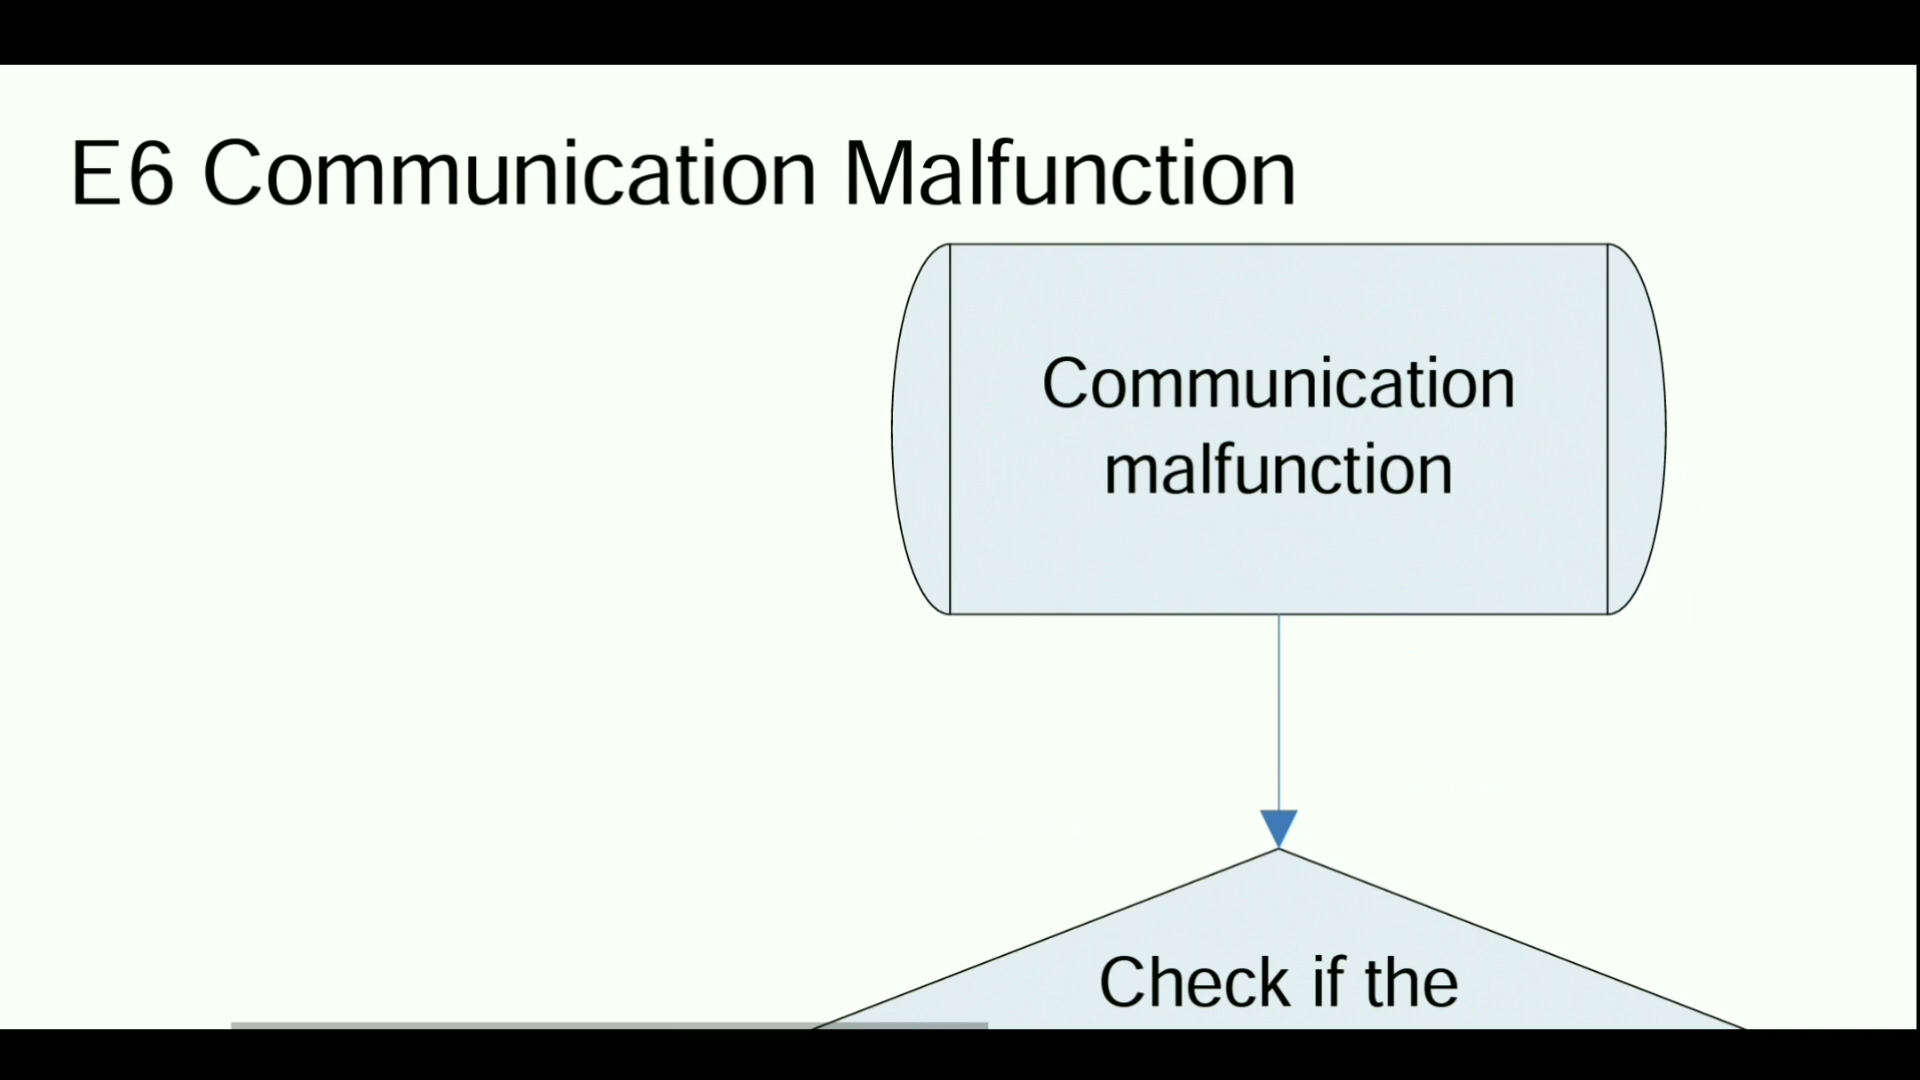 E6 Communication Malfunction
Communication
malfunction
Check if the